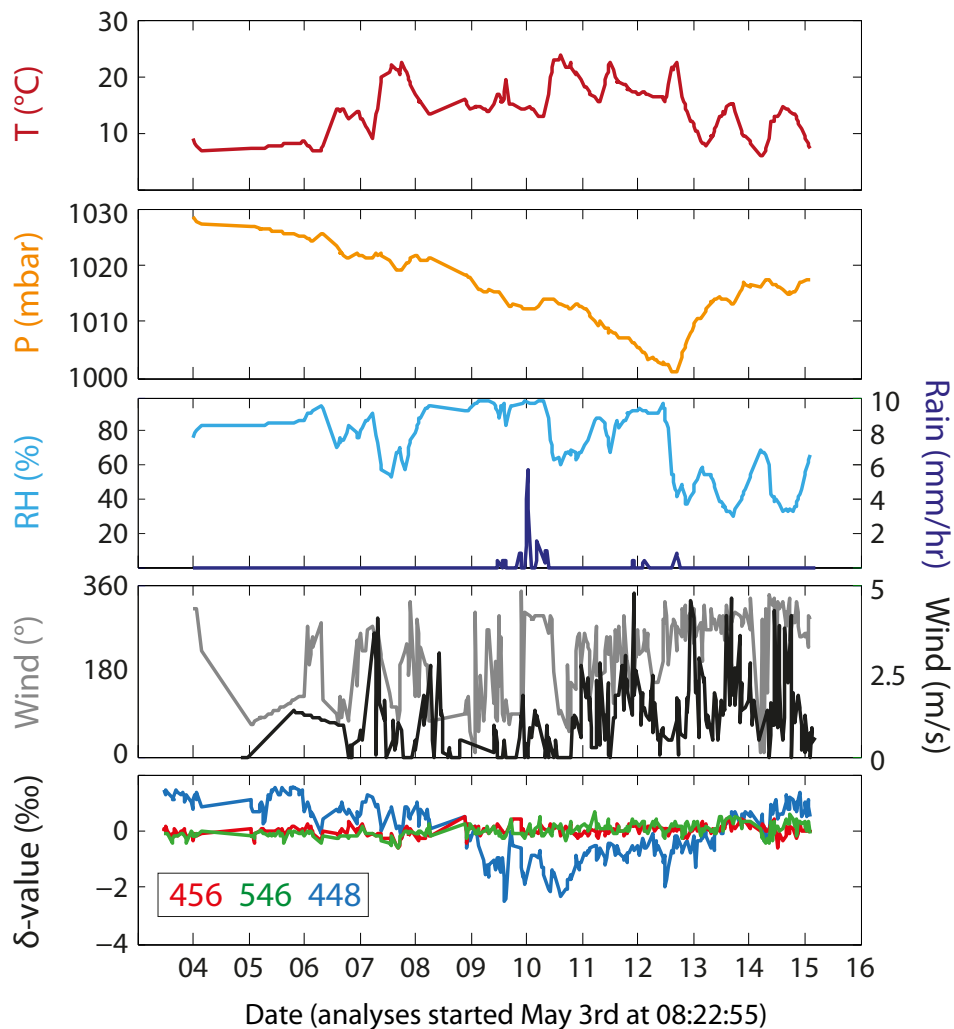 T (°C)
30
20
10
P (mbar)
1030
1020
1010
1000
RH (%)
80
60
40
20
Rain (mm/hr)
10
8
6
4
2
Wind (°)
360
180
0
Wind (m/s)
5
2.5
0
δ-value (‰)
0
−2
−4
456 546 448
04 05 06 07 08 09 10 11 12 13 14 15 16
Date (analyses started May 3rd at 08:22:55)